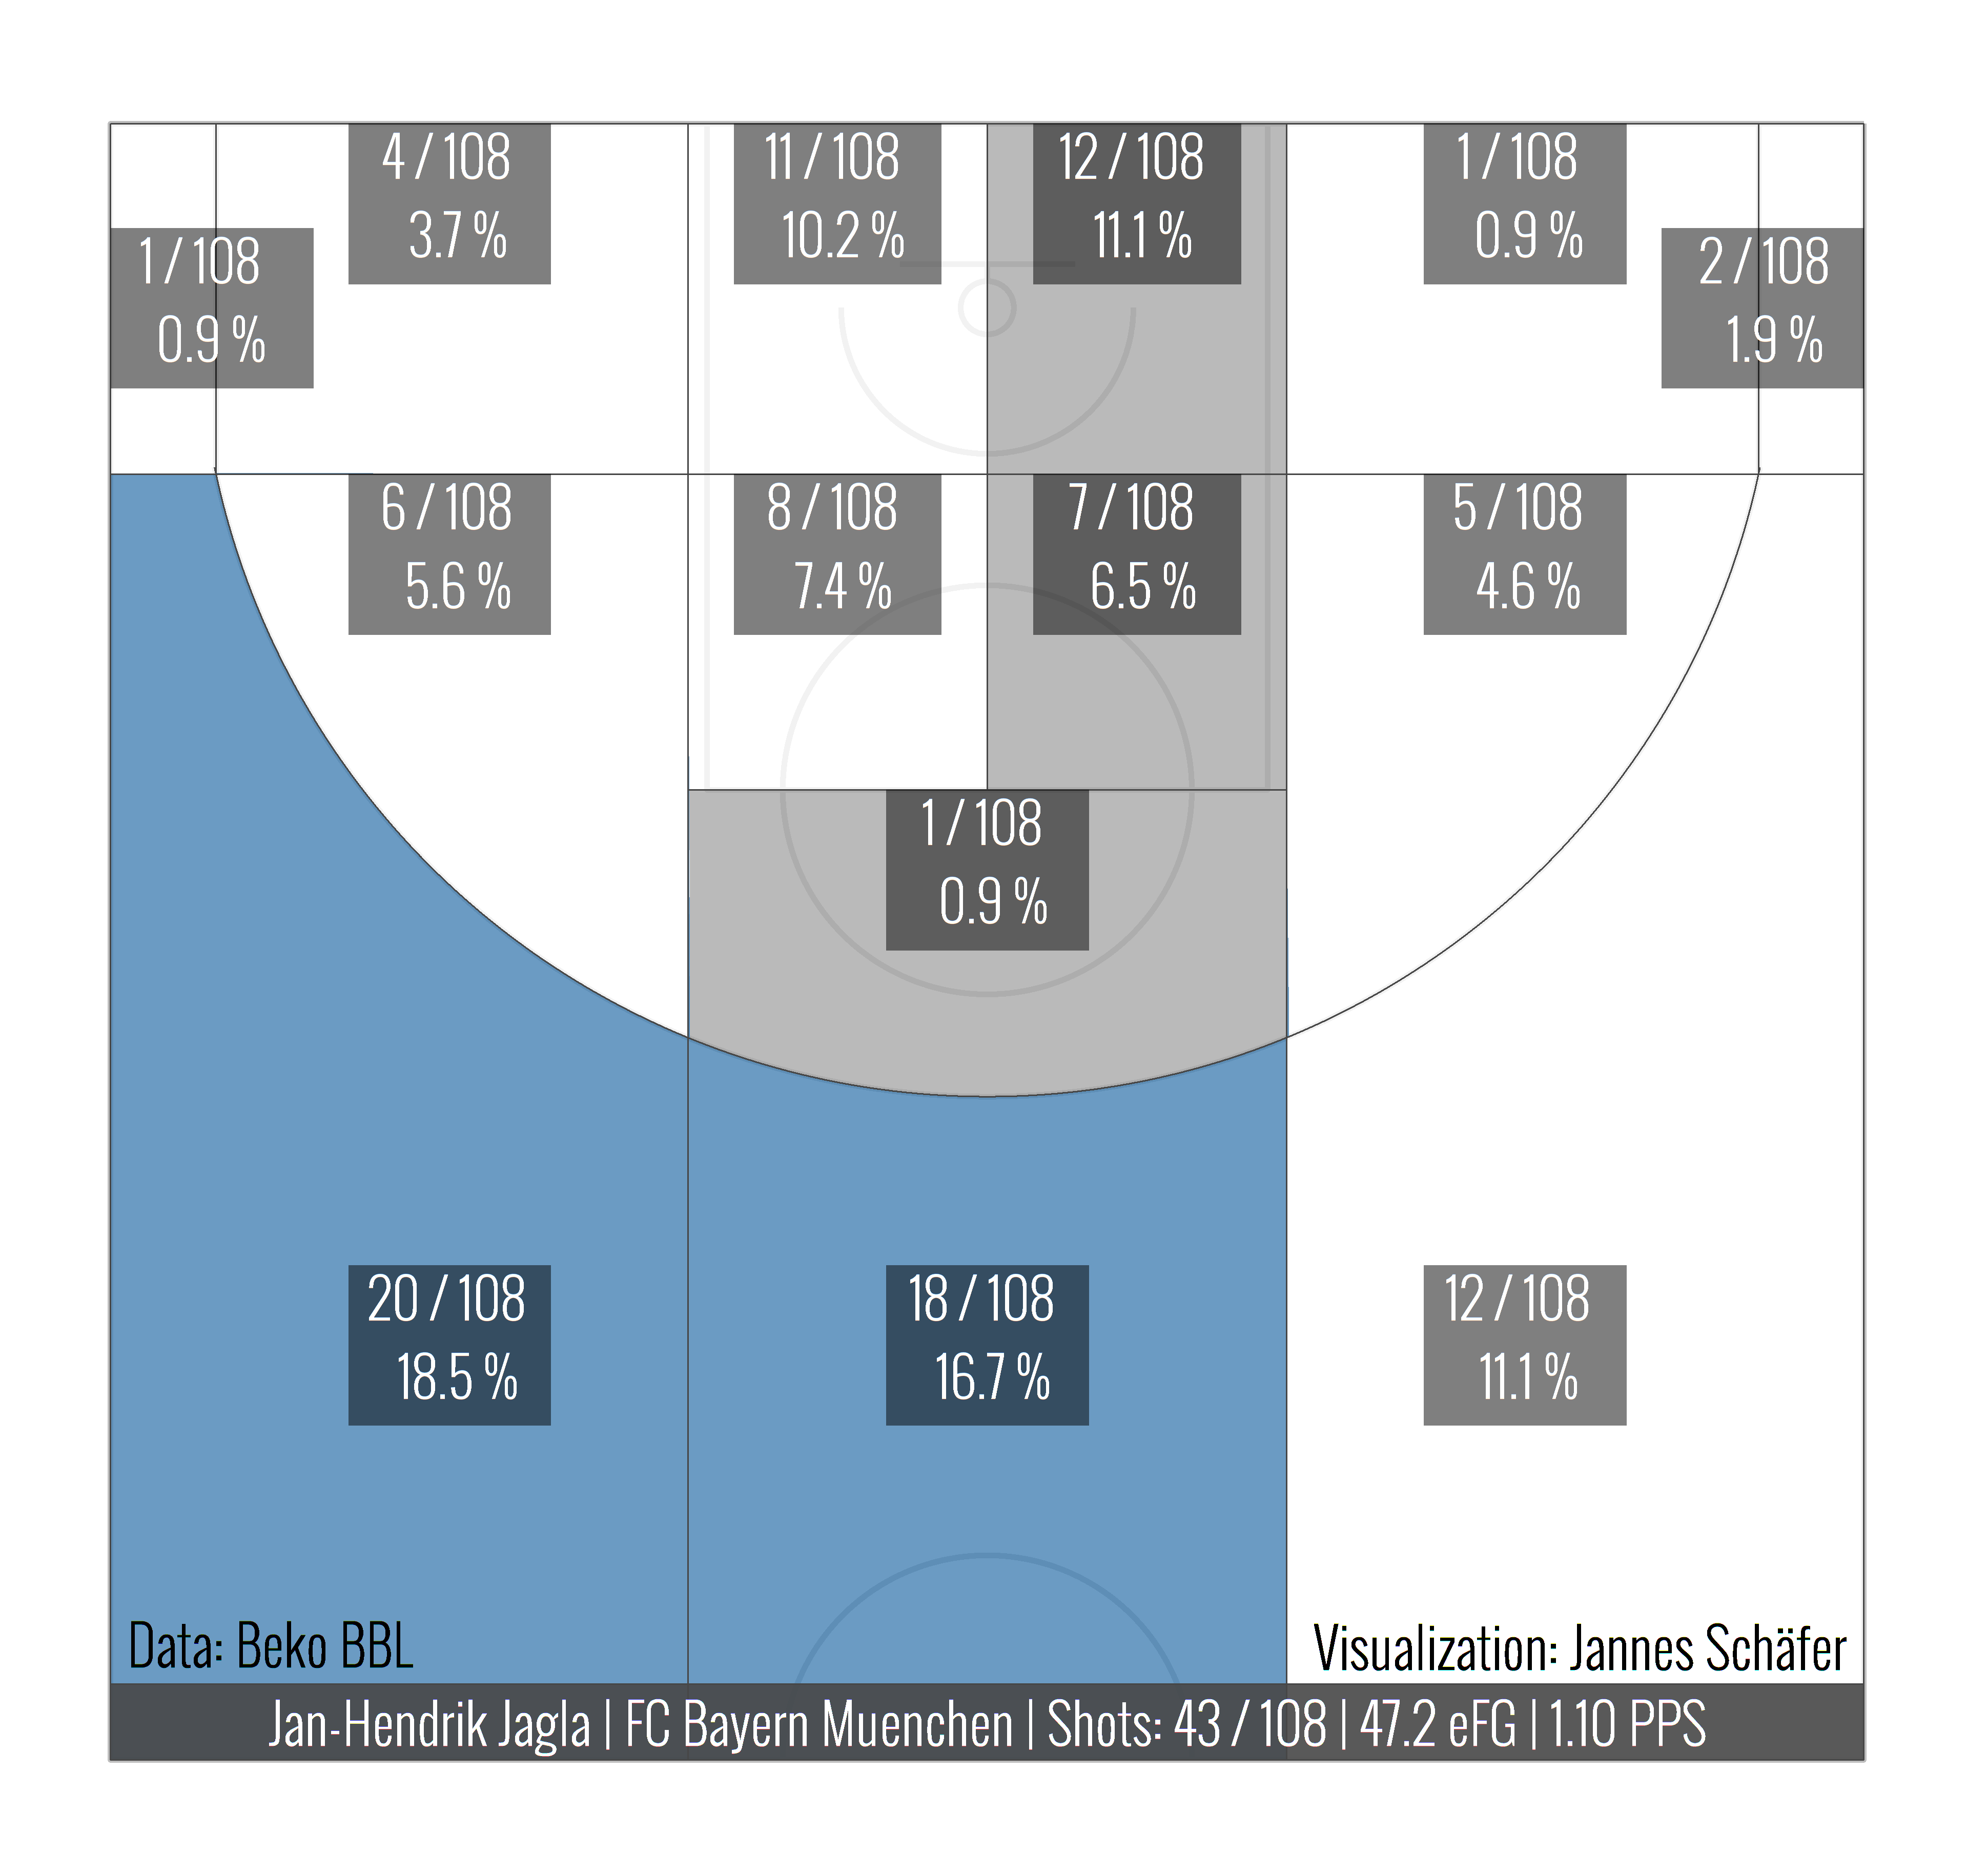 4 / 108
3.7 %
11 / 108
10.2 %
12 / 108
11.1 %
1 / 108
0.9 %
1 / 108
0.9 %
2 / 108
1.9 %
6 / 108
5.6 %
8 / 108
7.4 %
7 / 108
6.5 %
5 / 108
4.6 %
1 / 108
0.9 %
20 / 108
18.5 %
18 / 108
16.7 %
12 / 108
11.1 %
Data: Beko BBL
Visualization: Jannes Schäfer
Jan-Hendrik Jagla | FC Bayern Muenchen | Shots: 43 / 108 | 47.2 eFG | 1.10 PPS